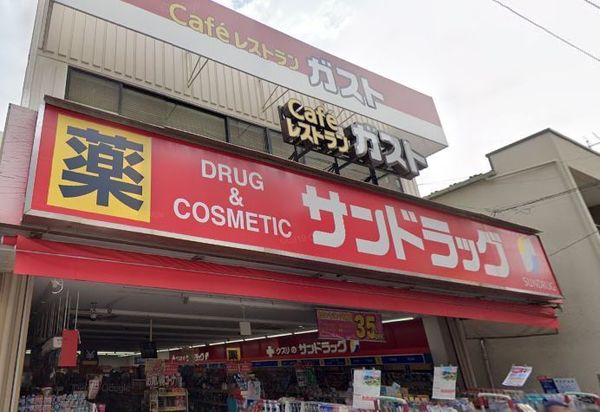 Café レストラン ガスト
Café
レストラン ガスト
薬
DRUG
&
COSMETIC
サンドラッグ
SUNDRUG
35
クスリの サンドラッグ
薬